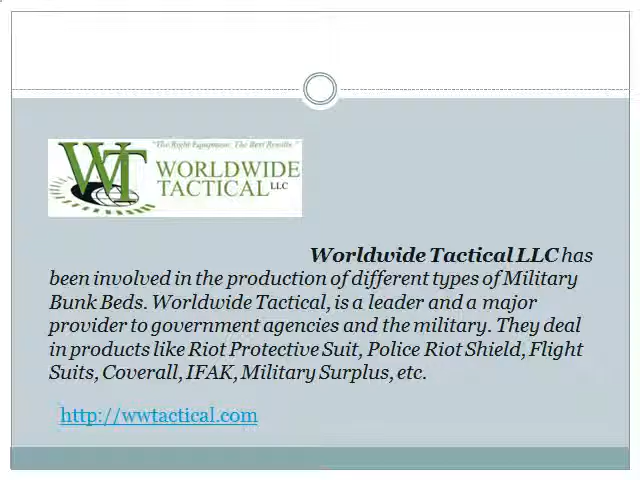 "The Right Equipment. The Best Results."
WT WORLDWIDE
TACTICAL LLC
Worldwide Tactical LLC has
been involved in the production of different types of Military
Bunk Beds. Worldwide Tactical, is a leader and a major
provider to government agencies and the military. They deal
in products like Riot Protective Suit, Police Riot Shield, Flight
Suits, Coverall, IFAK, Military Surplus, etc.
http://wwtactical.com